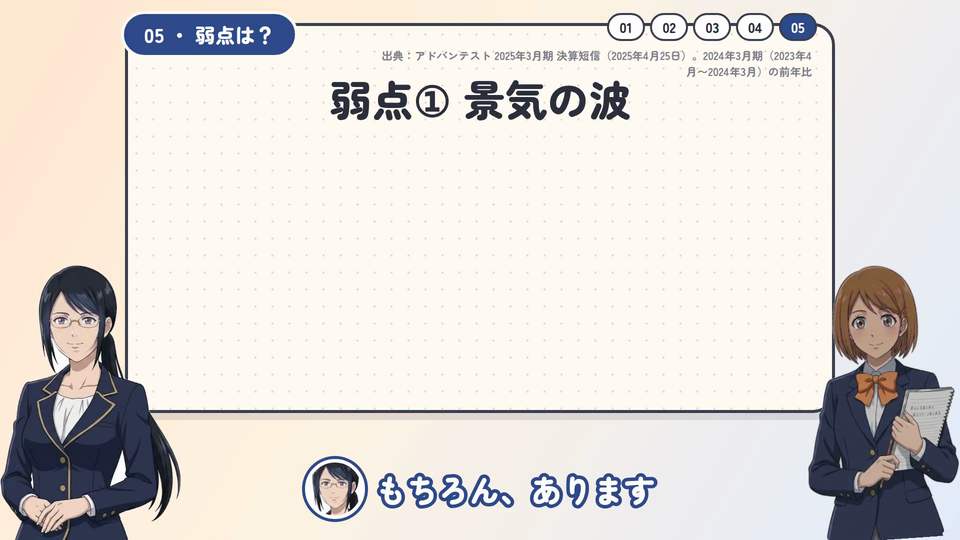 05 ・ 弱点は？
01 02 03 04 05
出典：アドバンテスト 2025年3月期 決算短信（2025年4月25日）。2024年3月期（2023年4
月〜2024年3月）の前年比
弱点① 景気の波
もちろん、あります